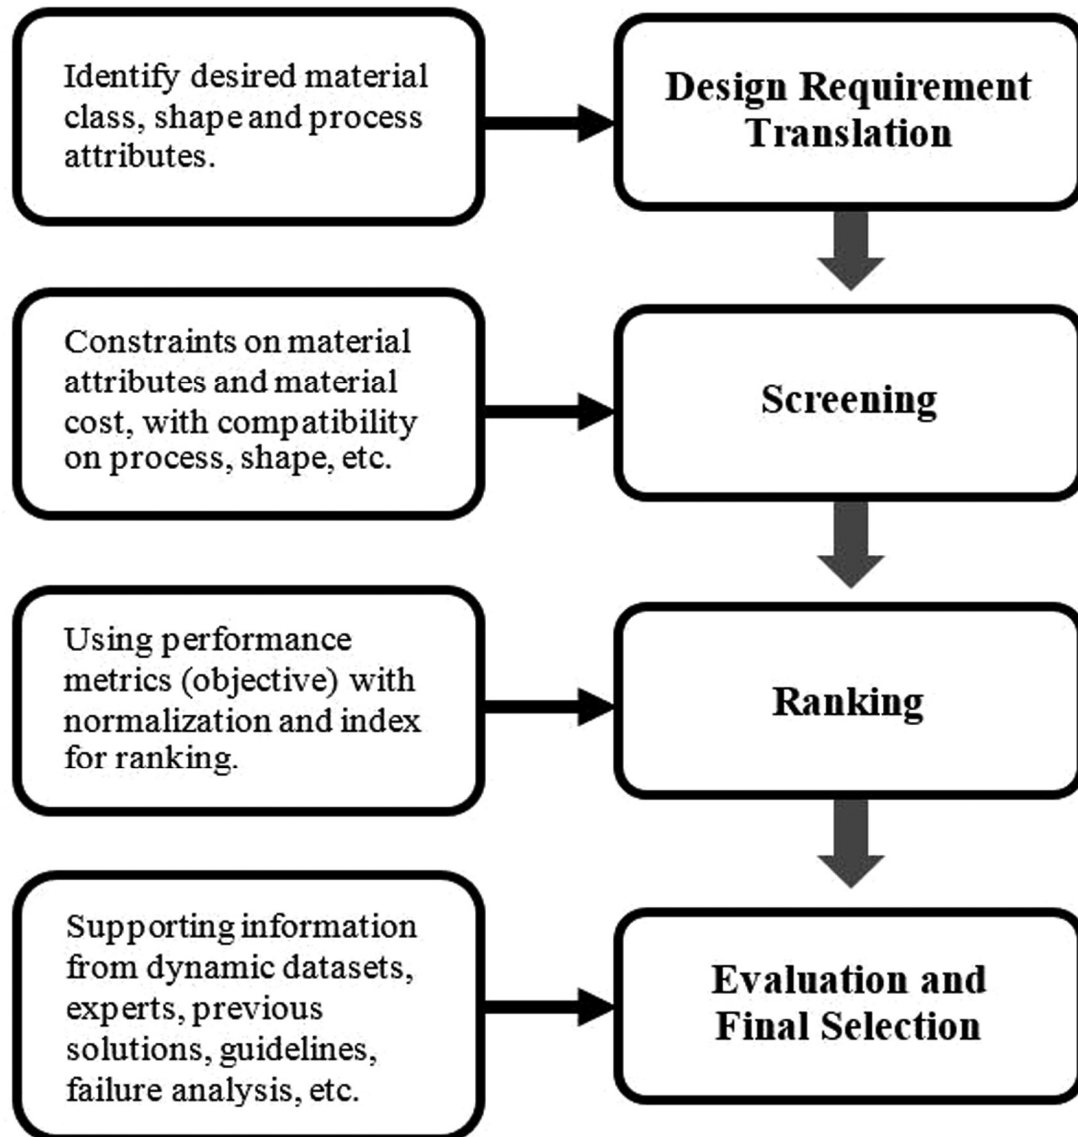 Identify desired material
class, shape and process
attributes.
Design Requirement
Translation
Constraints on material
attributes and material
cost, with compatibility
on process, shape, etc.
Screening
Using performance
metrics (objective) with
normalization and index
for ranking.
Ranking
Supporting information
from dynamic datasets,
experts, previous
solutions, guidelines,
failure analysis, etc.
Evaluation and
Final Selection